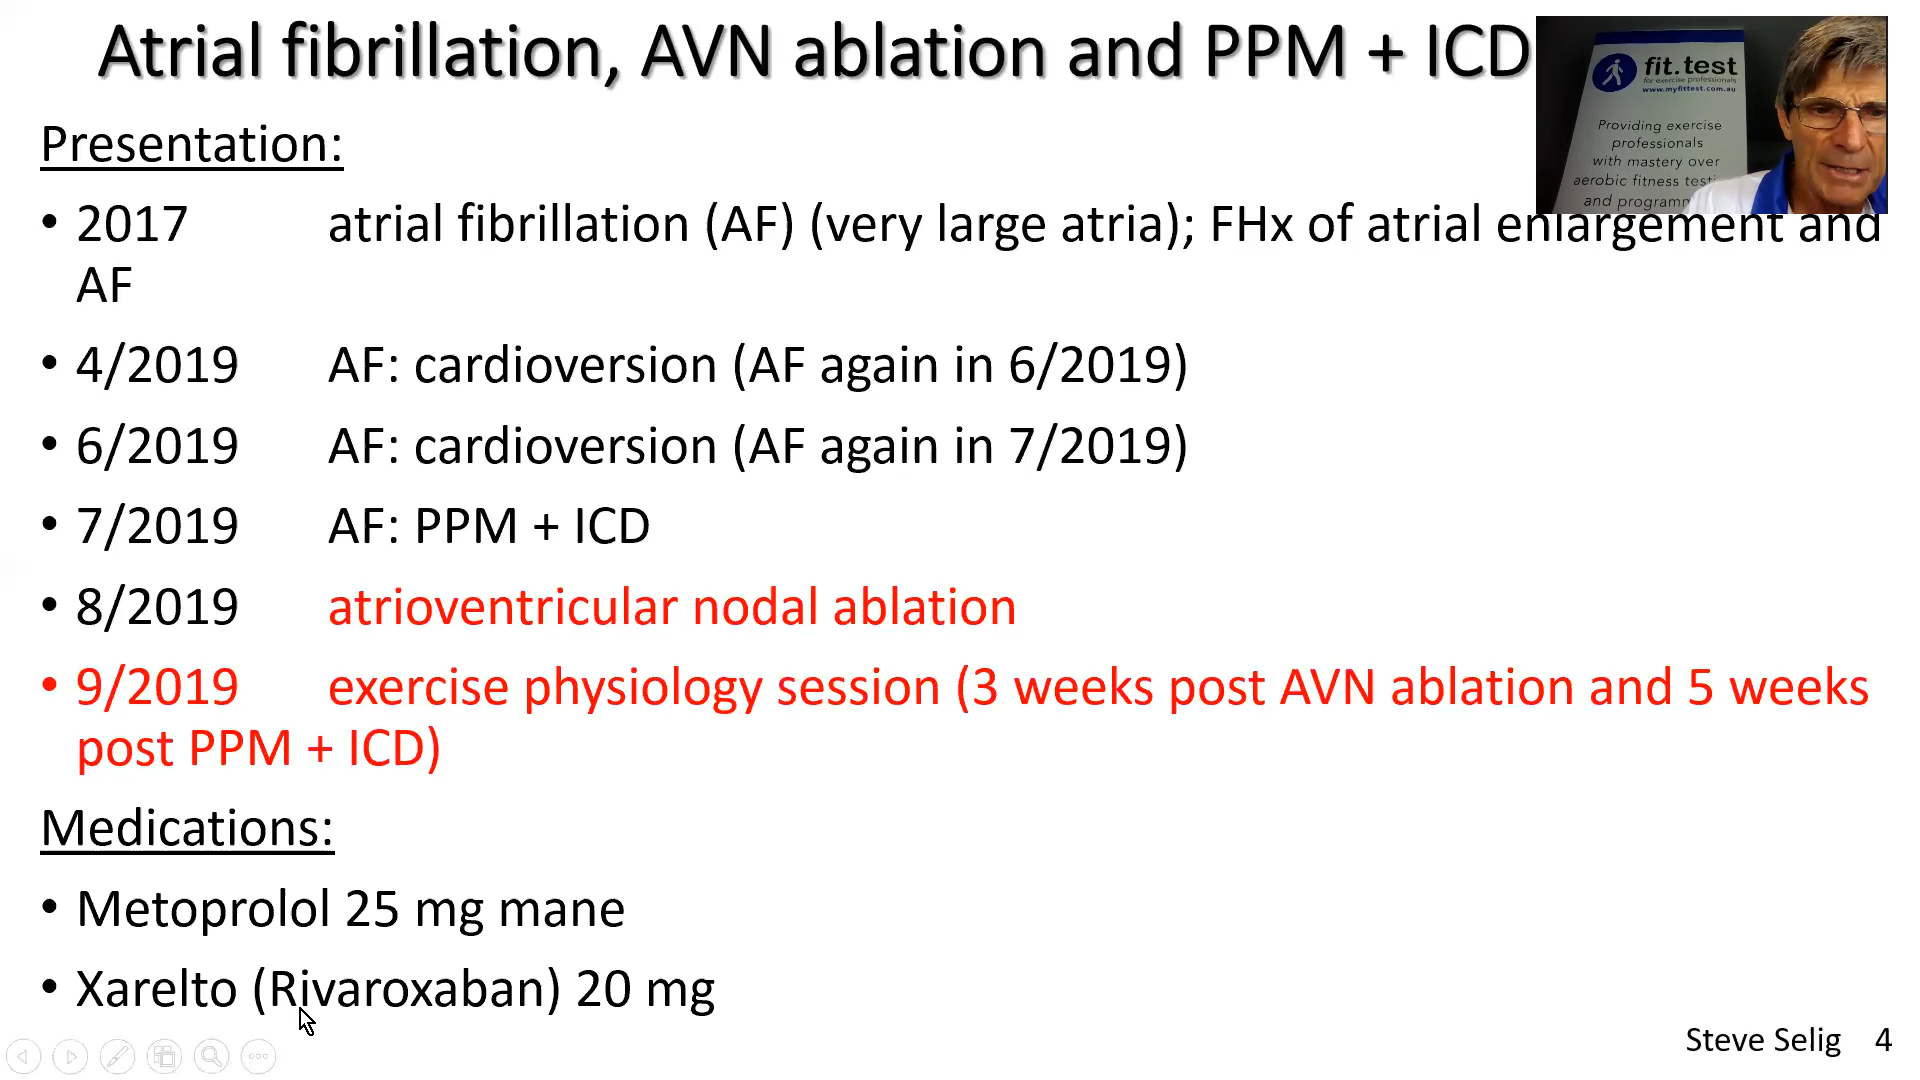 Atrial fibrillation, AVN ablation and PPM + ICD
fit.test
for exercise professionals
www.myfittest.com.au
Providing exercise
professionals
with mastery over
aerobic fitness
and
Presentation:
• 2017 atrial fibrillation (AF) (very large atria); FHx of atrial enlargement and
AF
• 4/2019 AF: cardioversion (AF again in 6/2019)
• 6/2019 AF: cardioversion (AF again in 7/2019)
• 7/2019 AF: PPM + ICD
• 8/2019 atrioventricular nodal ablation
• 9/2019 exercise physiology session (3 weeks post AVN ablation and 5 weeks
post PPM + ICD)
Medications:
• Metoprolol 25 mg mane
• Xarelto (Rivaroxaban) 20 mg
Steve Selig 4